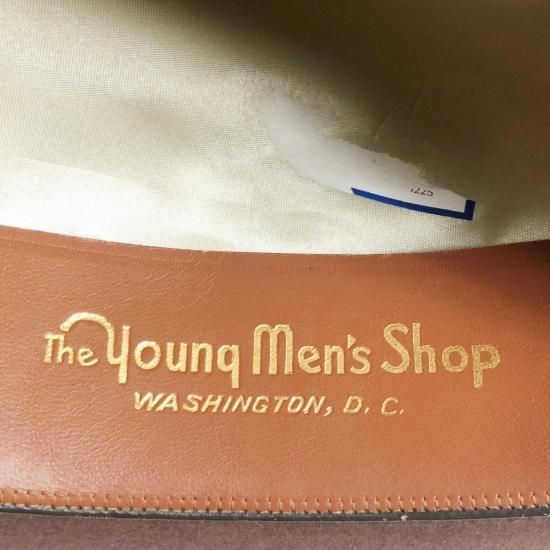 The Young Men's Shop
WASHINGTON, D. C.